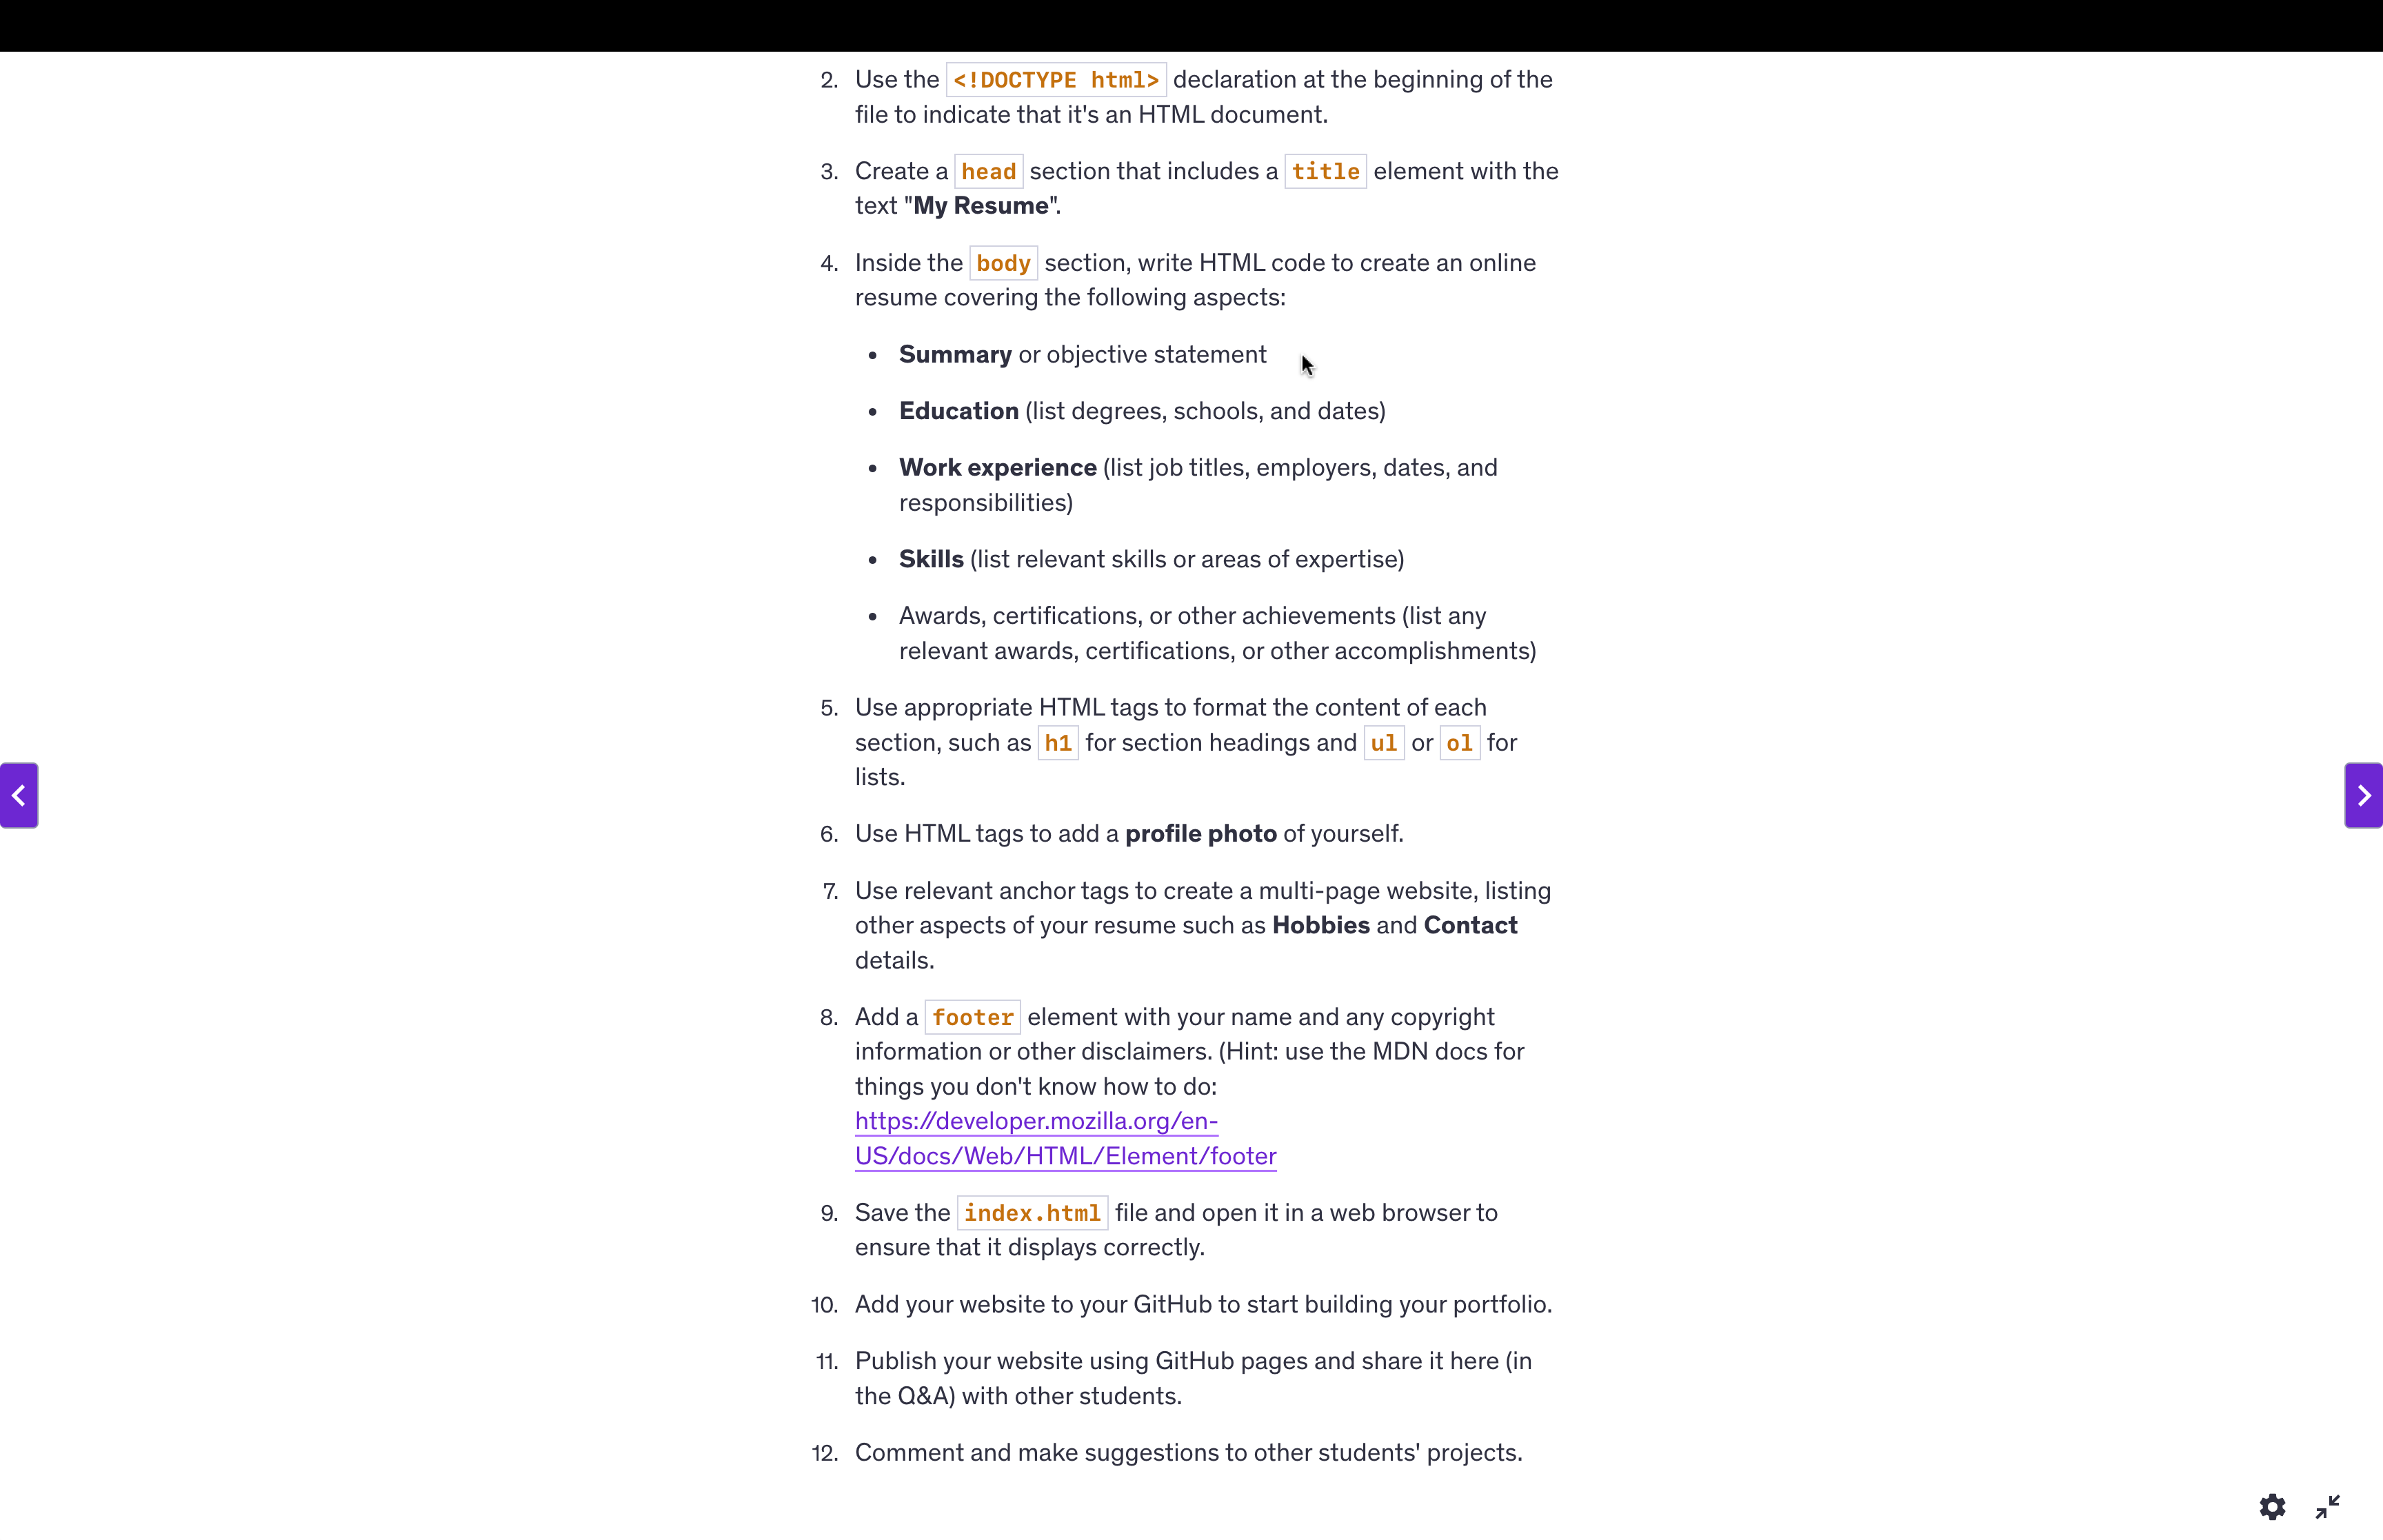 2. Use the <!DOCTYPE html> declaration at the beginning of the
file to indicate that it's an HTML document.
3. Create a head section that includes a title element with the
text "My Resume".
4. Inside the body section, write HTML code to create an online
resume covering the following aspects:
• Summary or objective statement
• Education (list degrees, schools, and dates)
• Work experience (list job titles, employers, dates, and
responsibilities)
• Skills (list relevant skills or areas of expertise)
• Awards, certifications, or other achievements (list any
relevant awards, certifications, or other accomplishments)
5. Use appropriate HTML tags to format the content of each
section, such as h1 for section headings and ul or ol for
lists.
6. Use HTML tags to add a profile photo of yourself.
7. Use relevant anchor tags to create a multi-page website, listing
other aspects of your resume such as Hobbies and Contact
details.
8. Add a footer element with your name and any copyright
information or other disclaimers. (Hint: use the MDN docs for
things you don't know how to do:
https://developer.mozilla.org/en-
US/docs/Web/HTML/Element/footer
9. Save the index.html file and open it in a web browser to
ensure that it displays correctly.
10. Add your website to your GitHub to start building your portfolio.
11. Publish your website using GitHub pages and share it here (in
the Q&A) with other students.
12. Comment and make suggestions to other students' projects.